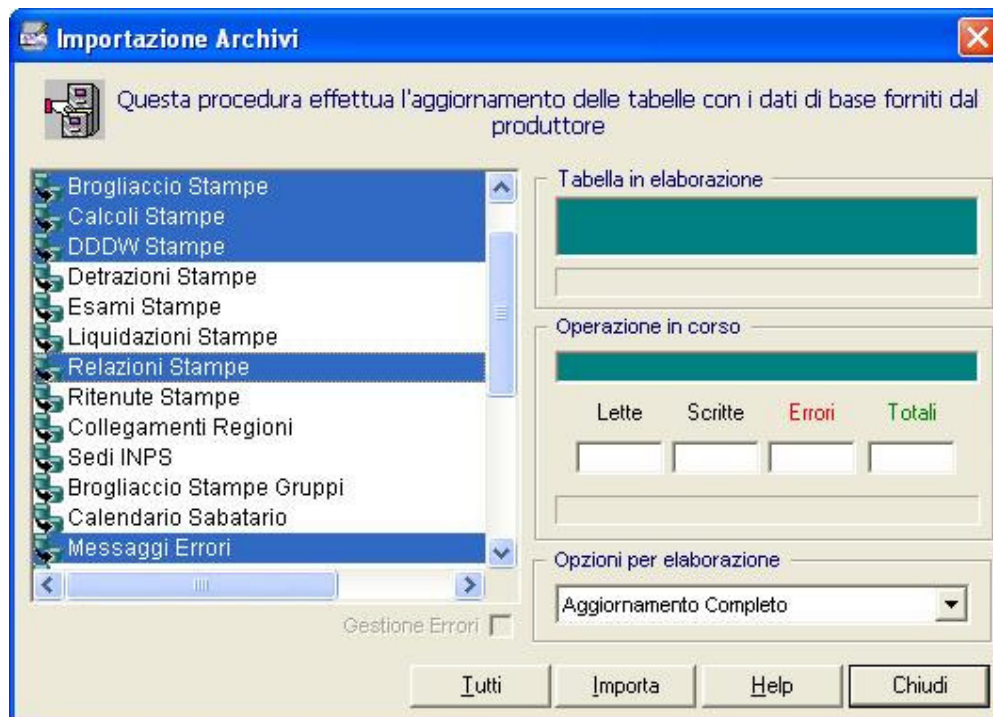 Importazione Archivi
Questa procedura effettua l'aggiornamento delle tabelle con i dati di base forniti dal
produttore
Brogliaccio Stampe
Calcoli Stampe
DDDW Stampe
Detrazioni Stampe
Esami Stampe
Liquidazioni Stampe
Relazioni Stampe
Ritenute Stampe
Collegamenti Regioni
Sedi INPS
Brogliaccio Stampe Gruppi
Calendario Sabatario
Messaggi Errori
Gestione Errori
Tabella in elaborazione
Operazione in corso
Lette Scritte Errori Totali
Opzioni per elaborazione
Aggiornamento Completo
Tutti Importa Help Chiudi